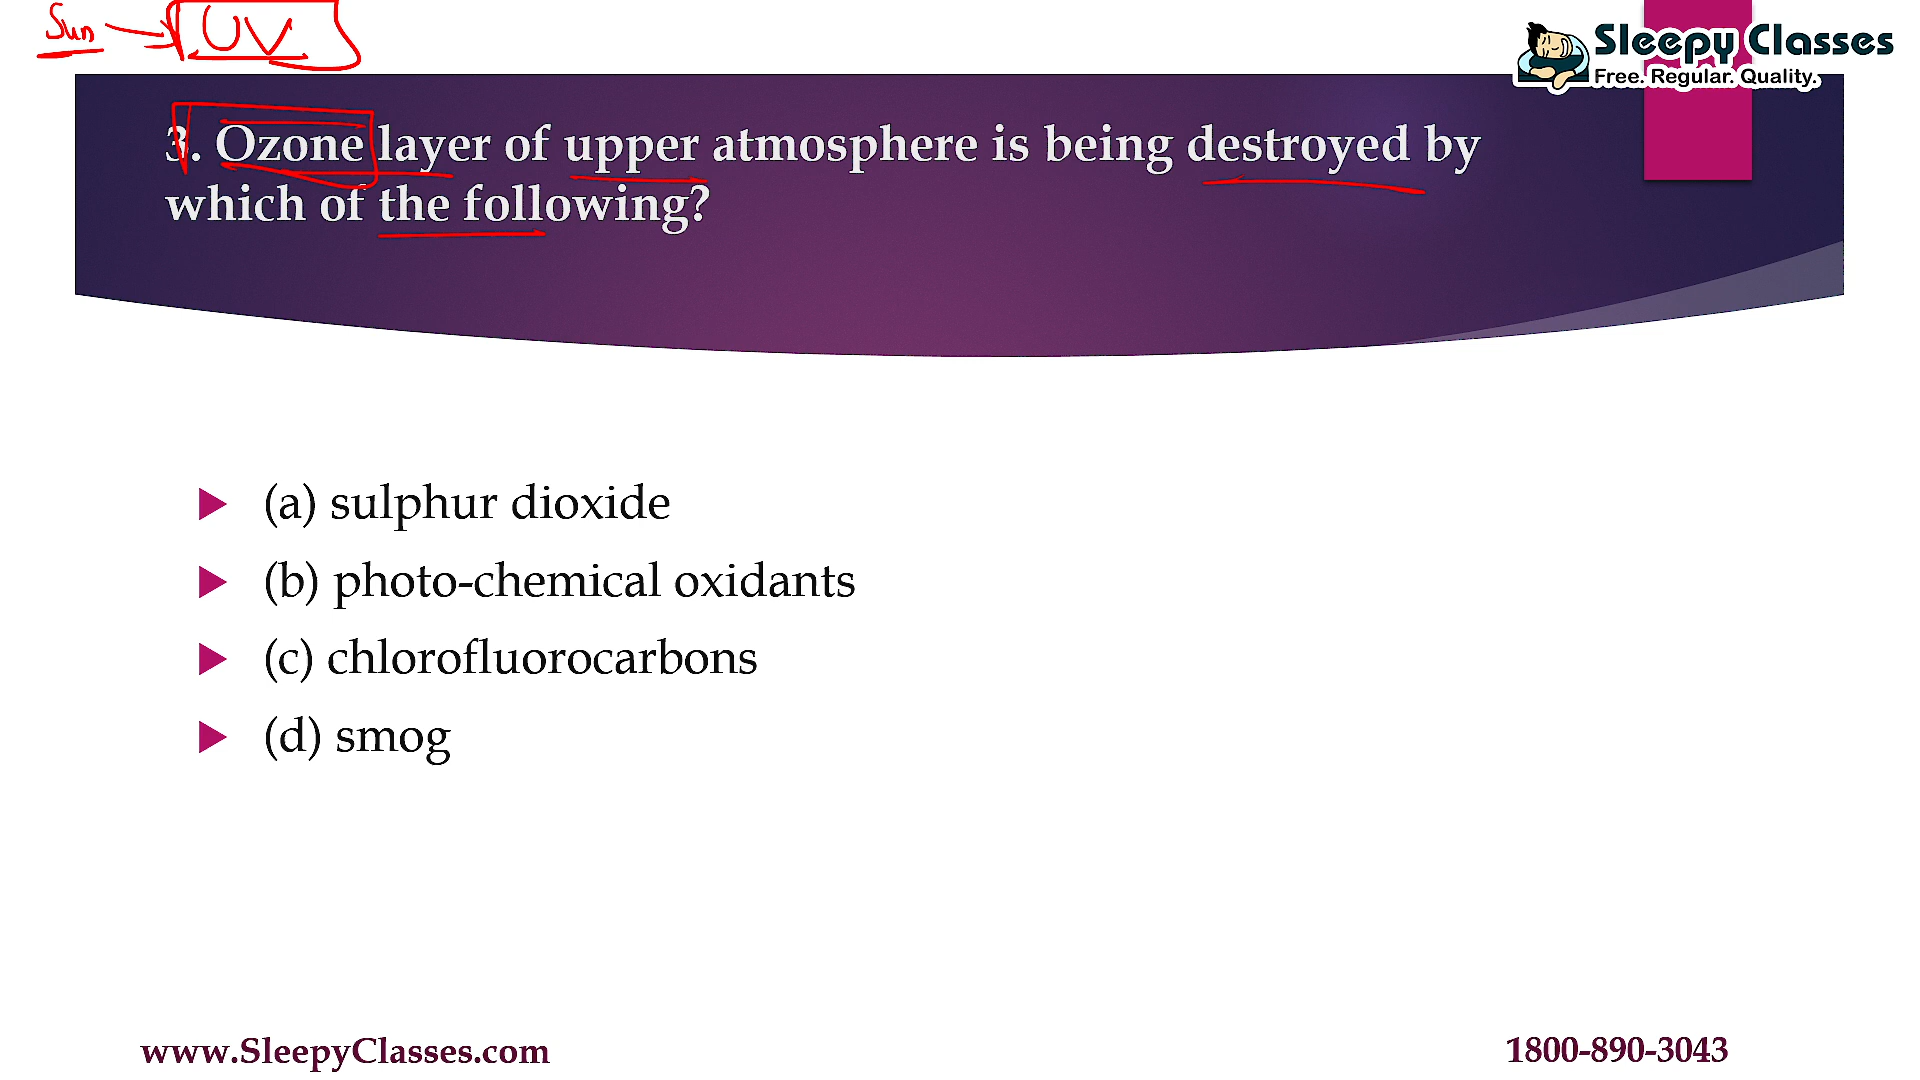 Sun UV
Sleepy Classes
Free. Regular. Quality.
3. Ozone layer of upper atmosphere is being destroyed by
which of the following?
(a) sulphur dioxide
(b) photo-chemical oxidants
(c) chlorofluorocarbons
(d) smog
www.SleepyClasses.com
1800-890-3043